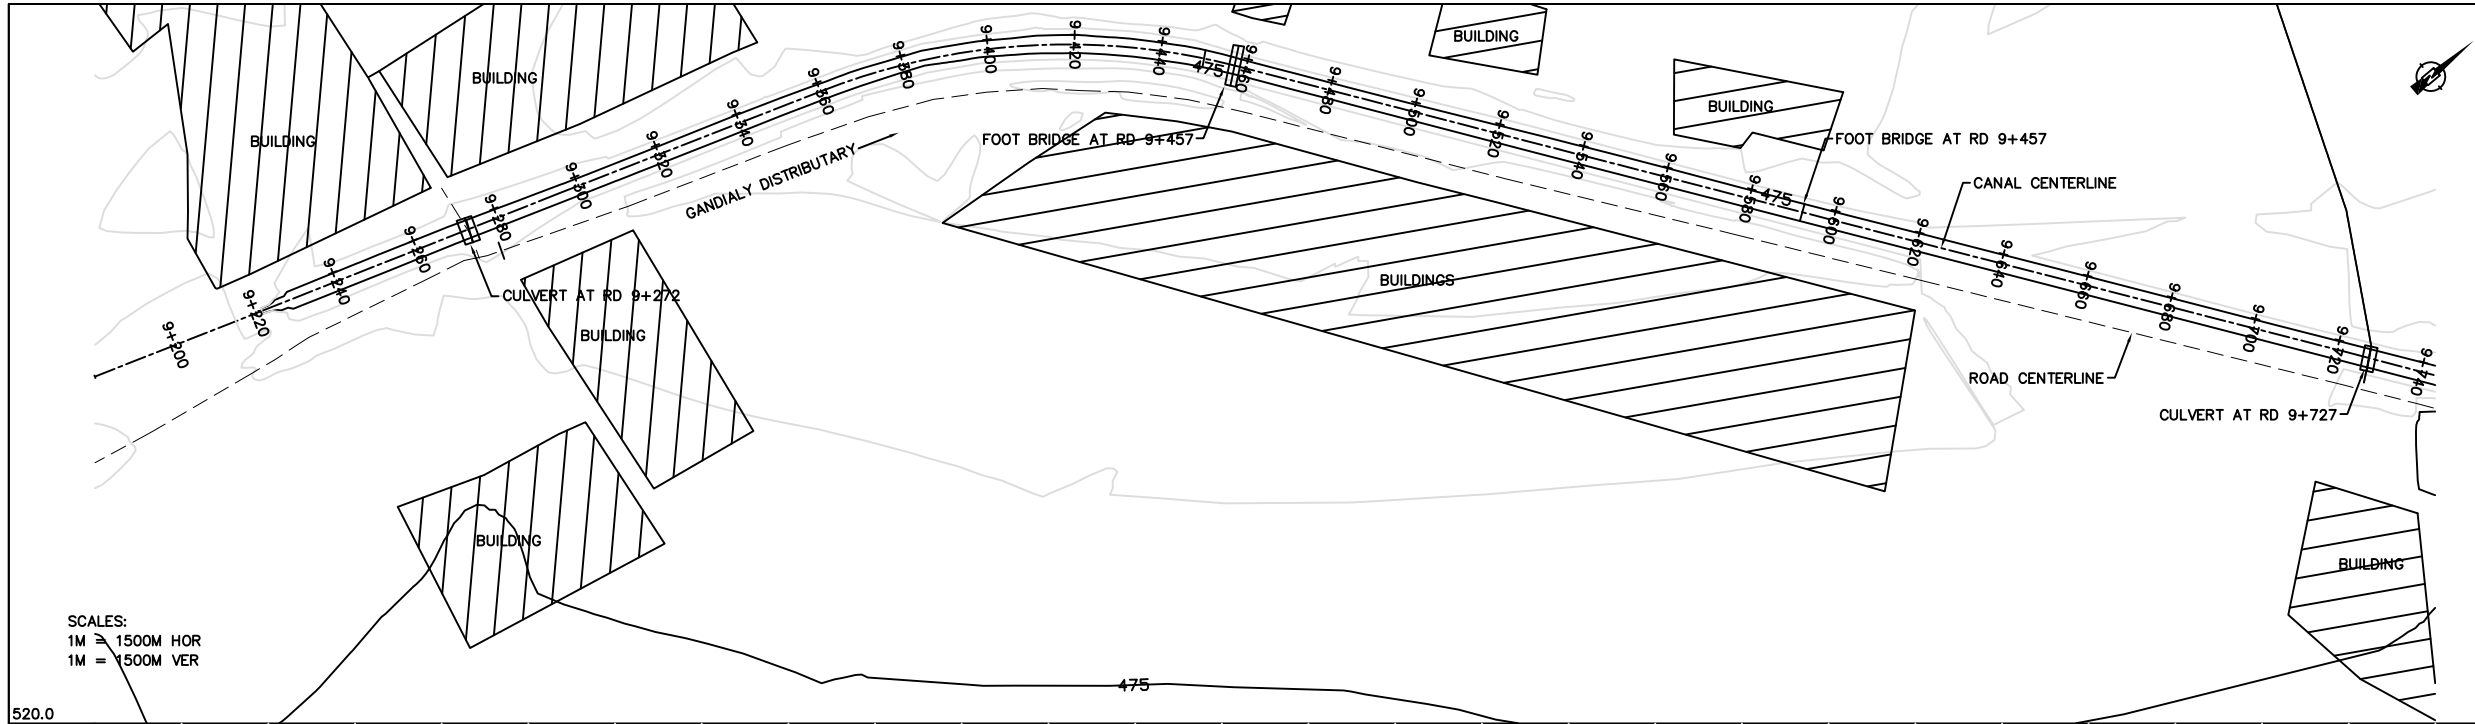 BUILDING
BUILDING
BUILDING
BUILDING
BUILDING
BUILDING
BUILDINGS
BUILDING
BUILDING
9+200
9+220
9+240
9+260
9+280
9+300
9+320
9+340
9+360
9+380
9+400
9+420
9+440
9+460
9+480
9+500
9+520
9+540
9+560
9+580
9+600
9+620
9+640
9+660
9+680
9+700
9+720
9+740
475
475
475
GANDIALY DISTRIBUTARY
FOOT BRIDGE AT RD 9+457
FOOT BRIDGE AT RD 9+457
CANAL CENTERLINE
CULVERT AT RD 9+272
ROAD CENTERLINE
CULVERT AT RD 9+727
SCALES:
1M = 1500M HOR
1M = 1500M VER
520.0